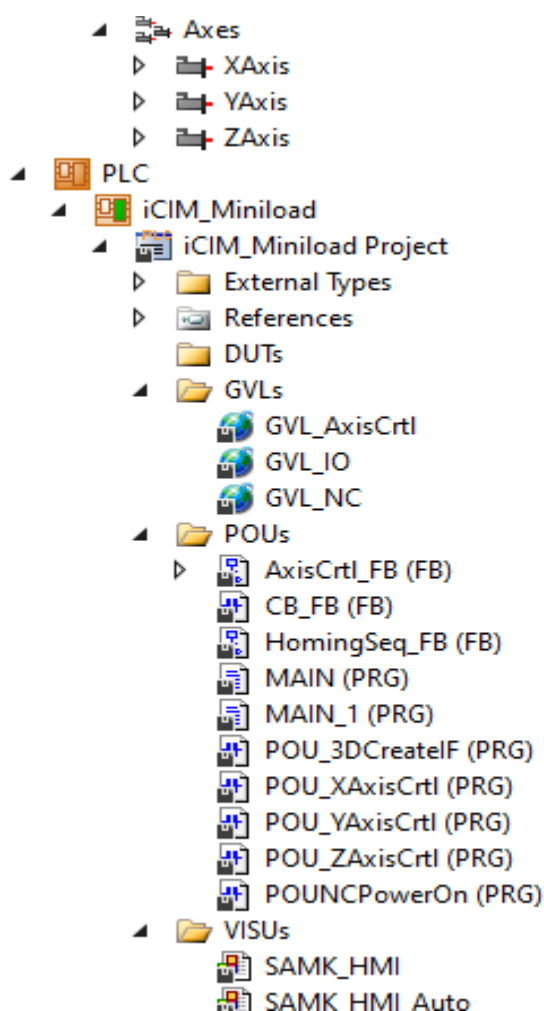 Axes
XAxis
YAxis
ZAxis
PLC
iCIM_Miniload
iCIM_Miniload Project
External Types
References
DUTs
GVLs
GVL_AxisCrtl
GVL_IO
GVL_NC
POUs
AxisCrtl_FB (FB)
CB_FB (FB)
HomingSeq_FB (FB)
MAIN (PRG)
MAIN_1 (PRG)
POU_3DCreateIF (PRG)
POU_XAxisCrtl (PRG)
POU_YAxisCrtl (PRG)
POU_ZAxisCrtl (PRG)
POUNCPowerOn (PRG)
VISUs
SAMK_HMI
SAMK_HMI_Auto